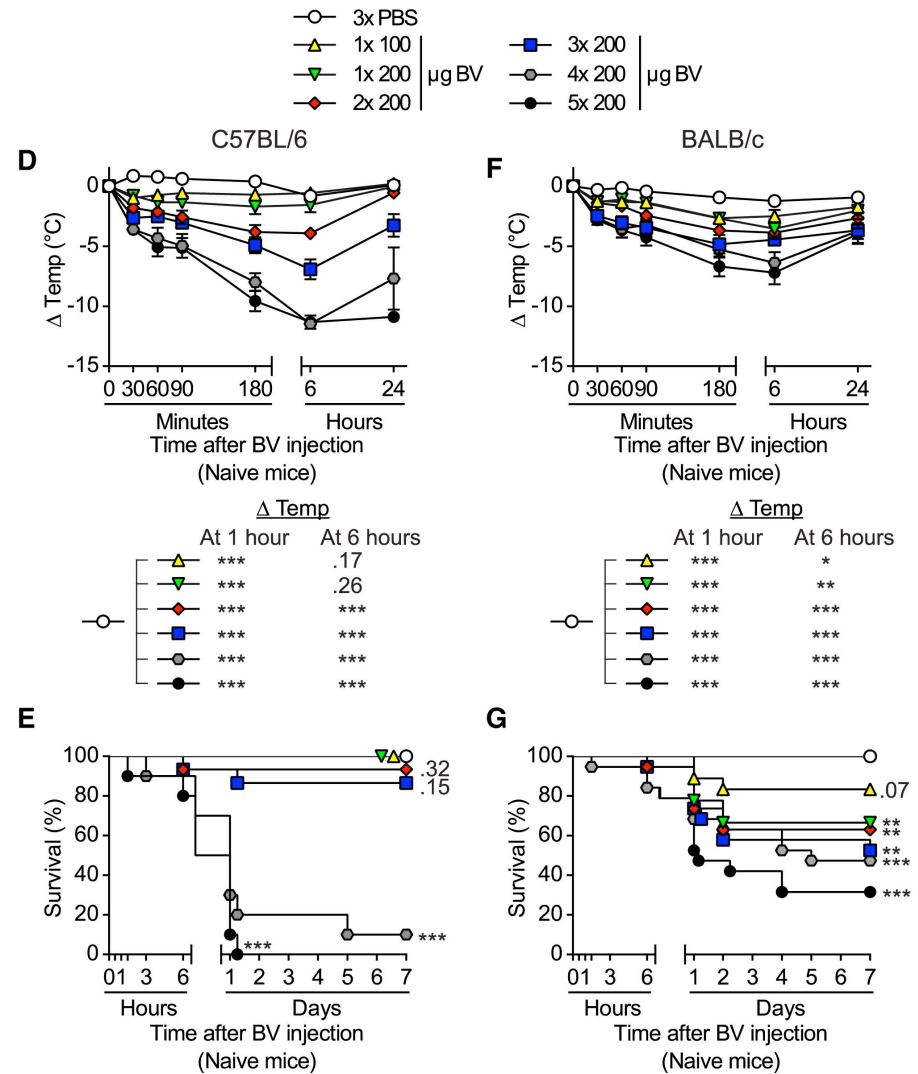 3x PBS
1x 100
1x 200
2x 200
µg BV
3x 200
4x 200
5x 200
µg BV
C57BL/6
D
0
-5
-10
-15
Δ Temp (°C)
0 30 60 90 180 6 24
Minutes Hours
Time after BV injection
(Naive mice)
Δ Temp
At 1 hour At 6 hours
*** .17
*** .26
*** ***
*** ***
*** ***
*** ***
BALB/c
F
0
-5
-10
-15
Δ Temp (°C)
0 30 60 90 180 6 24
Minutes Hours
Time after BV injection
(Naive mice)
Δ Temp
At 1 hour At 6 hours
*** *
*** **
*** ***
*** ***
*** ***
*** ***
E
100
80
60
40
20
0
Survival (%)
.32
.15
***
***
0 1 3 6 1 2 3 4 5 6 7
Hours Days
Time after BV injection
(Naive mice)
G
100
80
60
40
20
0
Survival (%)
.07
**
**
**
***
***
0 1 3 6 1 2 3 4 5 6 7
Hours Days
Time after BV injection
(Naive mice)